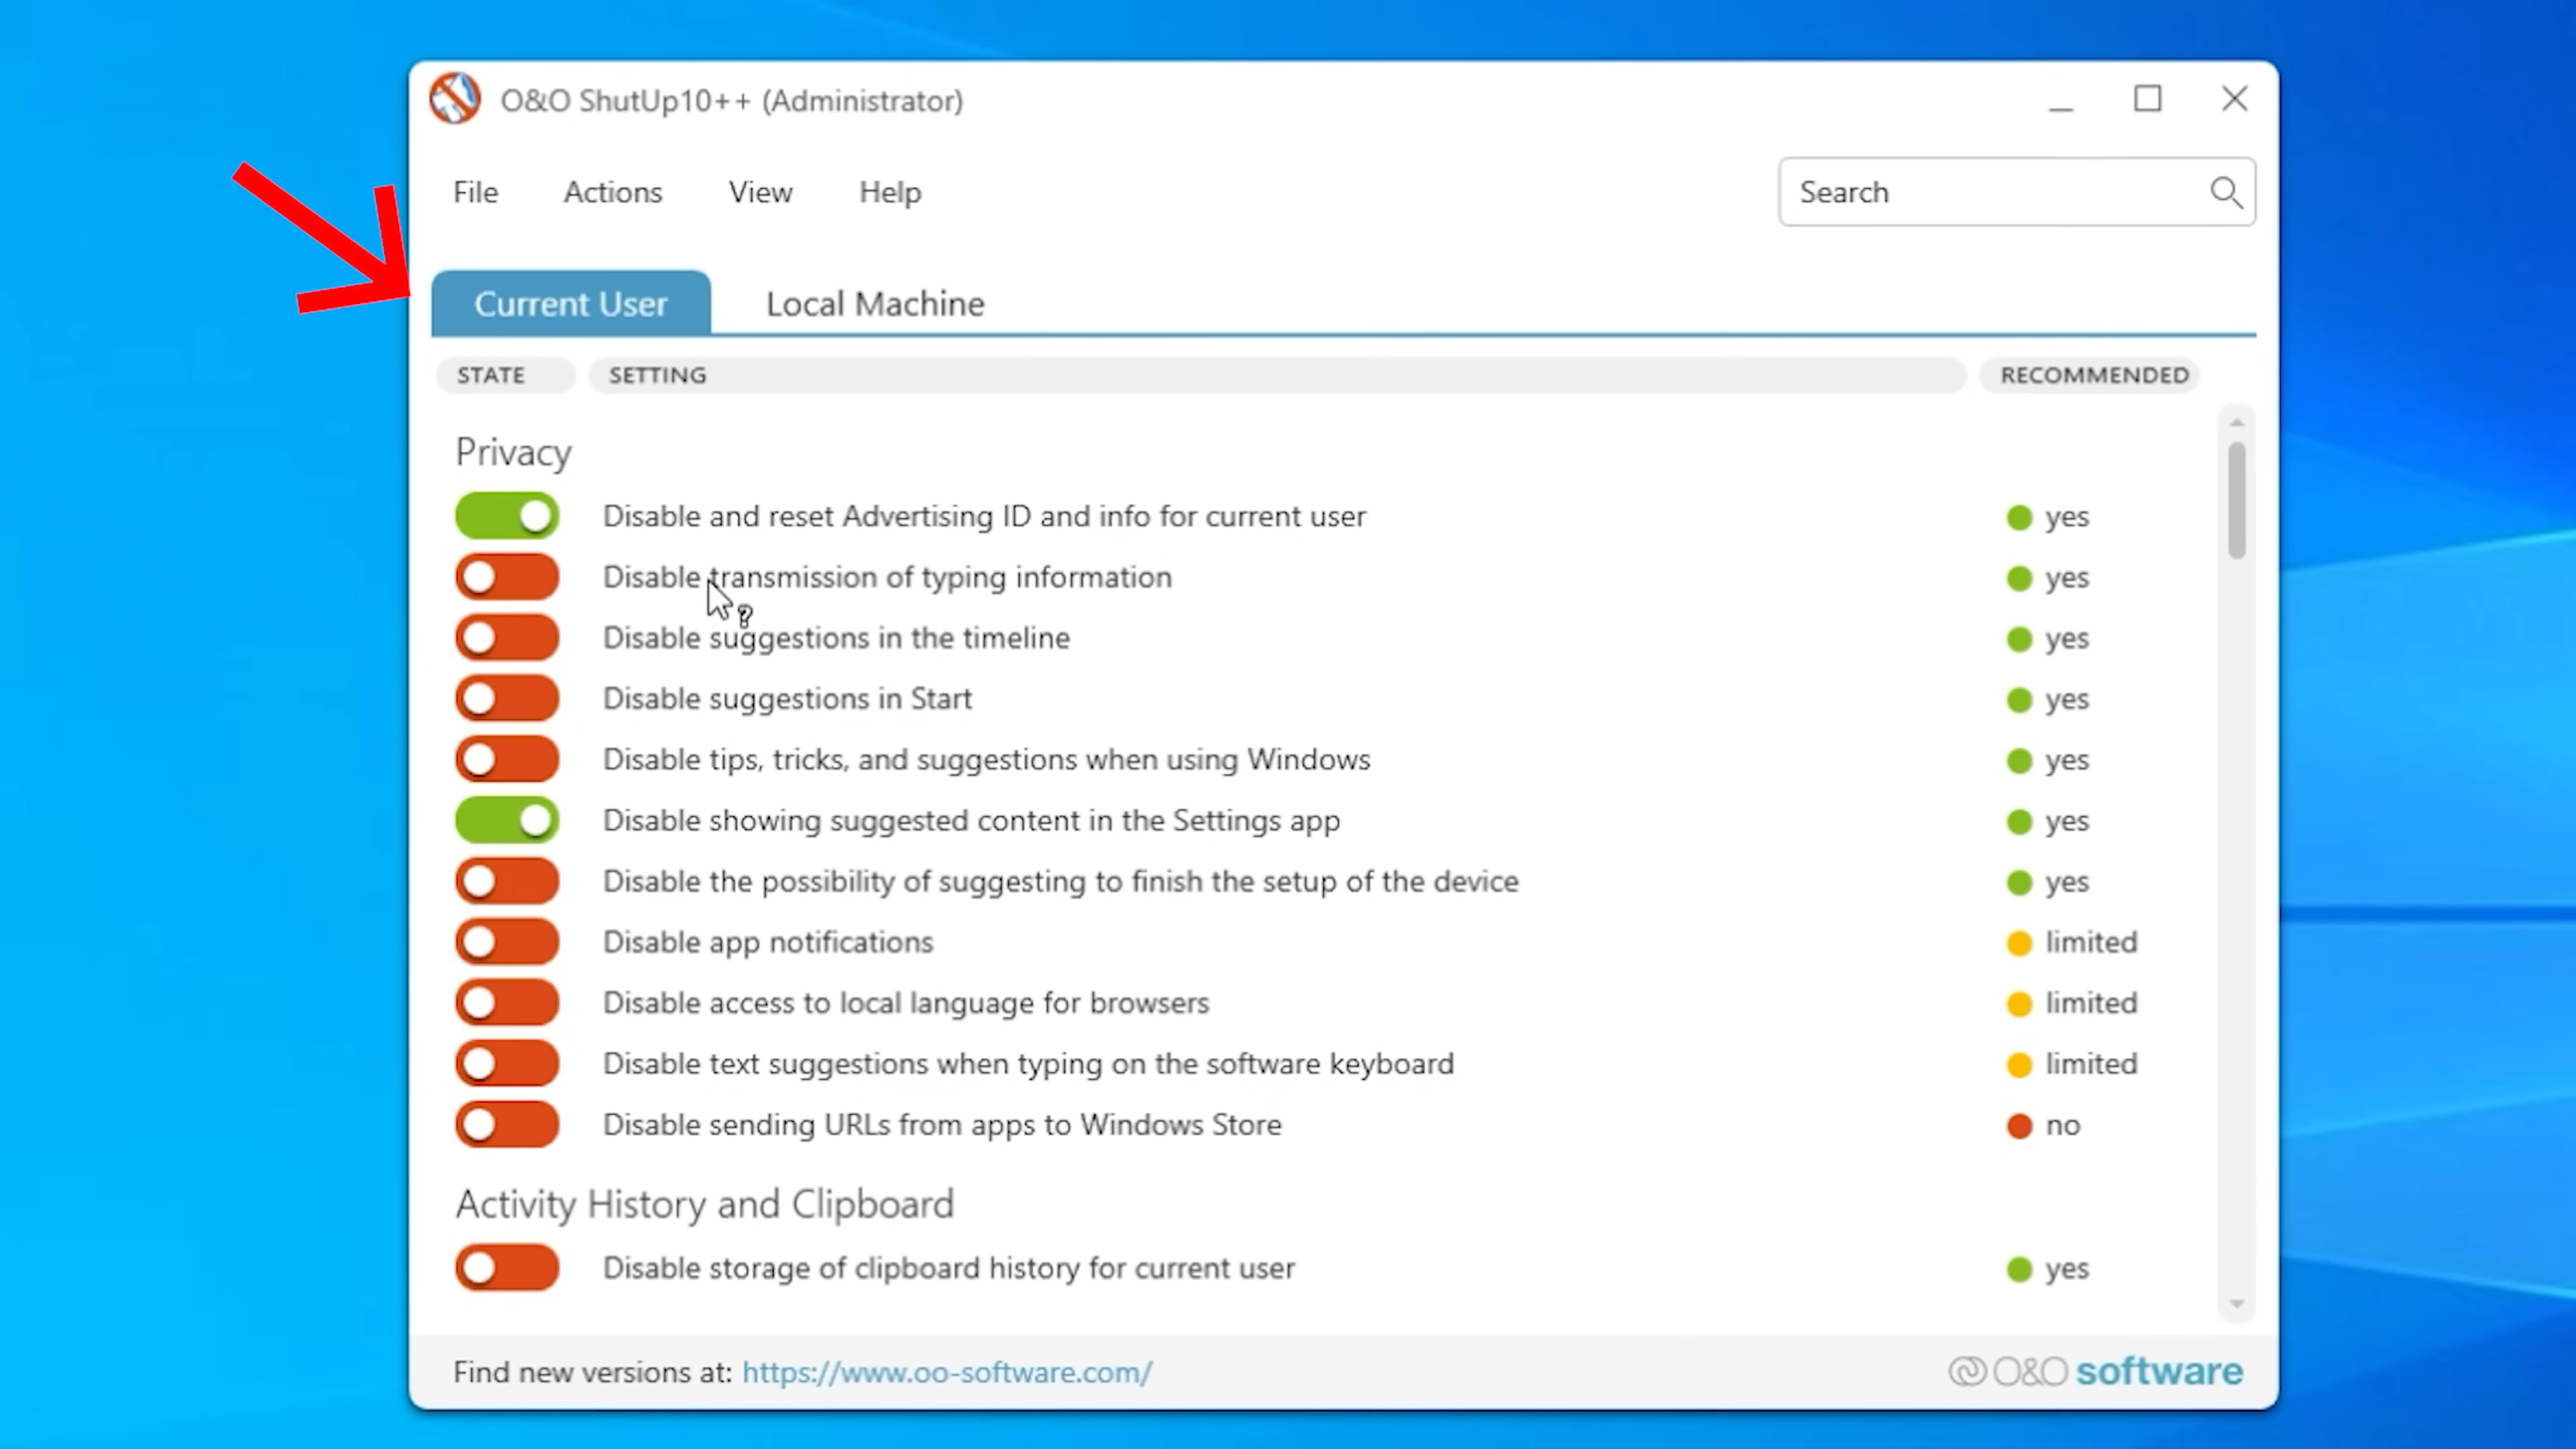 O&O ShutUp10++ (Administrator)
File Actions View Help Search
Current User Local Machine
STATE SETTING RECOMMENDED
Privacy
Disable and reset Advertising ID and info for current user yes
Disable transmission of typing information yes
Disable suggestions in the timeline yes
Disable suggestions in Start yes
Disable tips, tricks, and suggestions when using Windows yes
Disable showing suggested content in the Settings app yes
Disable the possibility of suggesting to finish the setup of the device yes
Disable app notifications limited
Disable access to local language for browsers limited
Disable text suggestions when typing on the software keyboard limited
Disable sending URLs from apps to Windows Store no
Activity History and Clipboard
Disable storage of clipboard history for current user yes
Find new versions at: https://www.oo-software.com/ O&O software